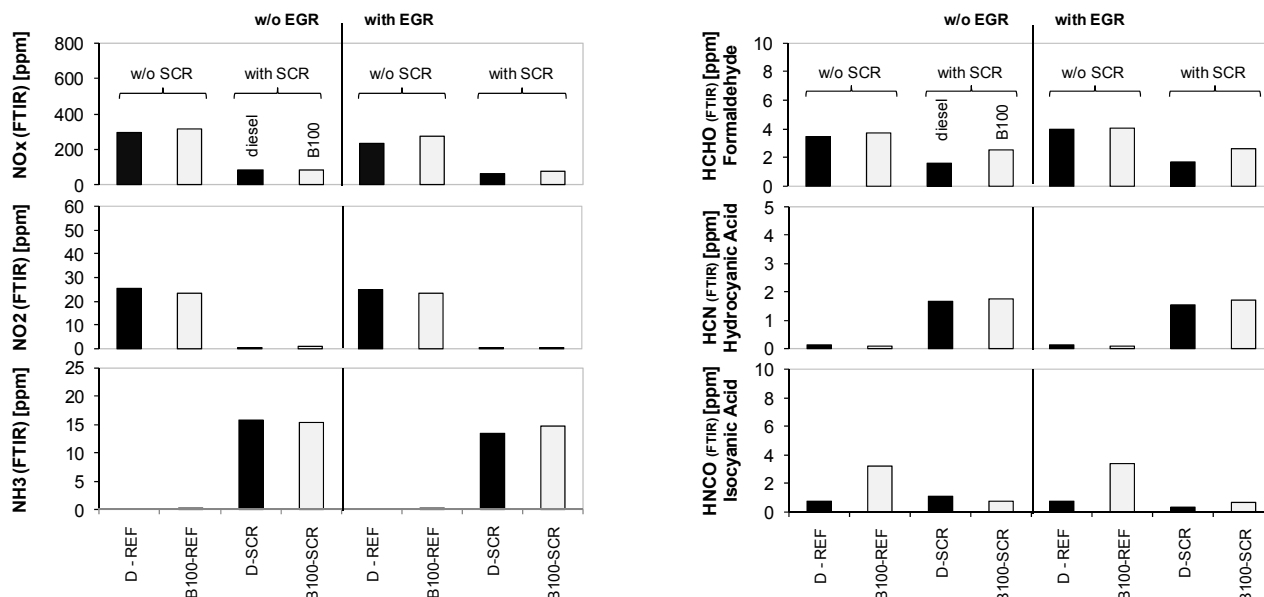 w/o EGR with EGR
NOx (FTIR) [ppm]
800
600
400
200
0
w/o SCR with SCR w/o SCR with SCR
diesel
B100
NO2 (FTIR) [ppm]
60
50
40
30
20
10
0
NH3 (FTIR) [ppm]
25
20
15
10
5
0
D - REF
B100-REF
D-SCR
B100-SCR
D - REF
B100-REF
D-SCR
B100-SCR
w/o EGR with EGR
HCHO (FTIR) [ppm]
Formaldehyde
10
8
6
4
2
0
w/o SCR with SCR w/o SCR with SCR
diesel
B100
HCN (FTIR) [ppm]
Hydrocyanic Acid
5
4
3
2
1
0
HNCO (FTIR) [ppm]
Isocyanic Acid
10
8
6
4
2
0
D - REF
B100-REF
D-SCR
B100-SCR
D - REF
B100-REF
D-SCR
B100-SCR